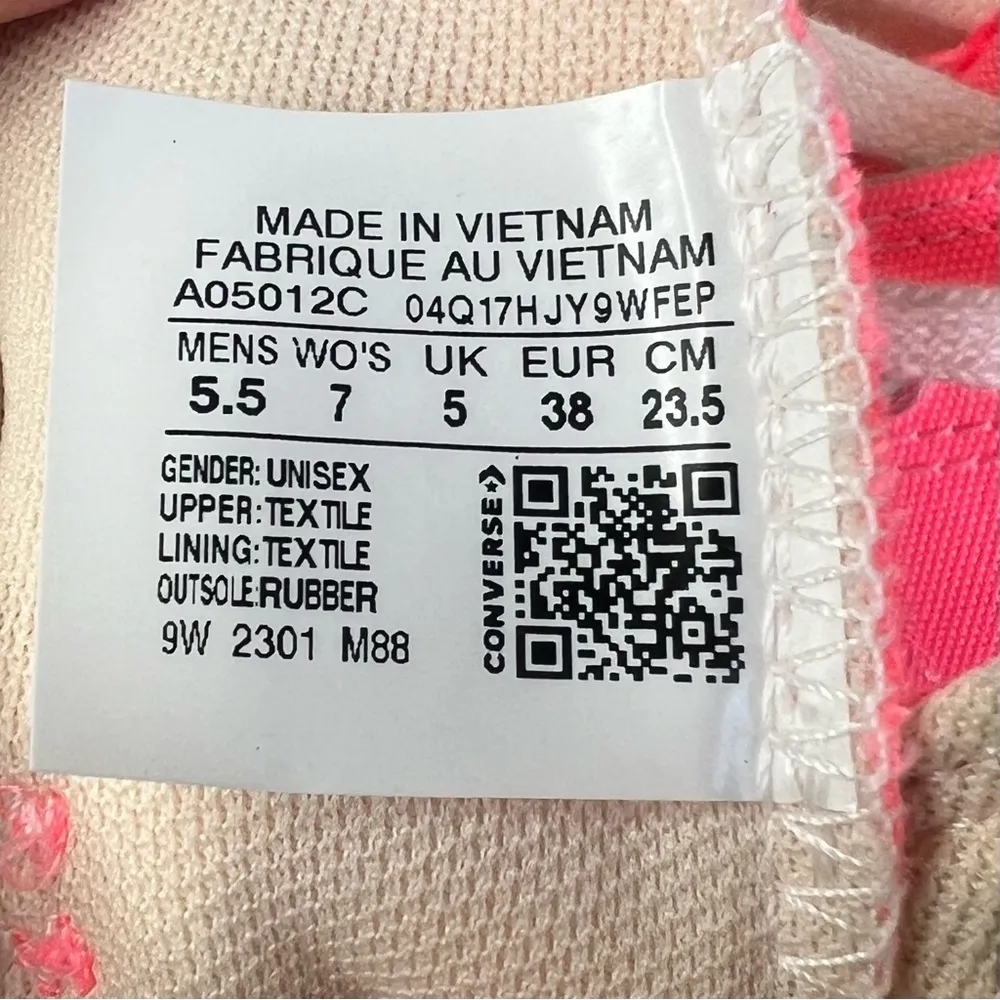 MADE IN VIETNAM
FABRIQUE AU VIETNAM
A05012C 04Q17HJY9WFEP
MENS WO'S UK EUR CM
5.5 7 5 38 23.5
GENDER: UNISEX
UPPER: TEXTILE
LINING: TEXTILE
OUTSOLE: RUBBER
9W 2301 M88
CONVERSE